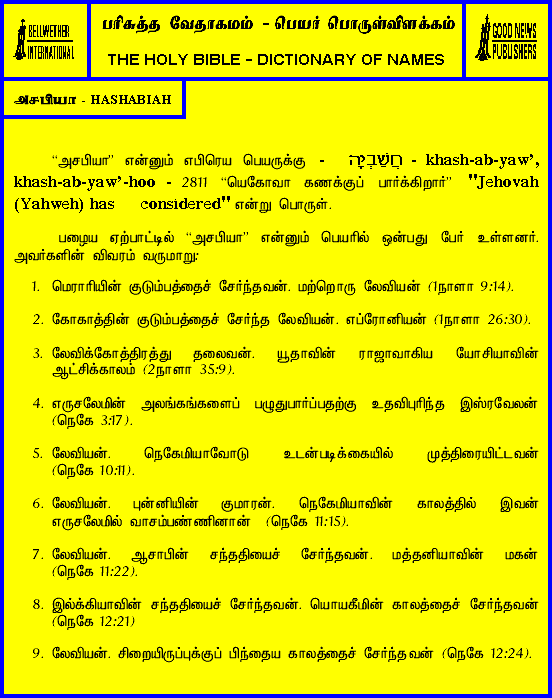 BELLWETHER
INTERNATIONAL
பரிசுத்த வேதாகமம் - பெயர் பொருள்விளக்கம்
THE HOLY BIBLE - DICTIONARY OF NAMES
GOOD NEWS
PUBLISHERS
அசபியா - HASHABIAH
“அசபியா” என்னும் எபிரெய பெயருக்கு - חֲשַׁבְיָה - khash-ab-yaw’,
khash-ab-yaw’-hoo - 2811 “யெகோவா கணக்குப் பார்க்கிறார்” "Jehovah
(Yahweh) has considered" என்று பொருள்.
பழைய ஏற்பாட்டில் “அசபியா” என்னும் பெயரில் ஒன்பது பேர் உள்ளனர்.
அவர்களின் விவரம் வருமாறு:
1. மெராரியின் குடும்பத்தைச் சேர்ந்தவன். மற்றொரு லேவியன் (1நாளா 9:14).
2. கோகாத்தின் குடும்பத்தைச் சேர்ந்த லேவியன். எப்ரோனியன் (1நாளா 26:30).
3. லேவிக்கோத்திரத்து தலைவன். யூதாவின் ராஜாவாகிய யோசியாவின்
ஆட்சிக்காலம் (2நாளா 35:9).
4. எருசலேமின் அலங்கங்களைப் பழுதுபார்ப்பதற்கு உதவிபுரிந்த இஸ்ரவேலன்
(நெகே 3:17).
5. லேவியன். நெகேமியாவோடு உடன்படிக்கையில் முத்திரையிட்டவன்
(நெகே 10:11).
6. லேவியன். புன்னியின் குமாரன். நெகேமியாவின் காலத்தில் இவன்
எருசலேமில் வாசம்பண்ணினான் (நெகே 11:15).
7. லேவியன். ஆசாபின் சந்ததியைச் சேர்ந்தவன். மத்தனியாவின் மகன்
(நெகே 11:22).
8. இல்க்கியாவின் சந்ததியைச் சேர்ந்தவன். யொயகீமின் காலத்தைச் சேர்ந்தவன்
(நெகே 12:21)
9. லேவியன். சிறையிருப்புக்குப் பிந்தைய காலத்தைச் சேர்ந்தவன் (நெகே 12:24).